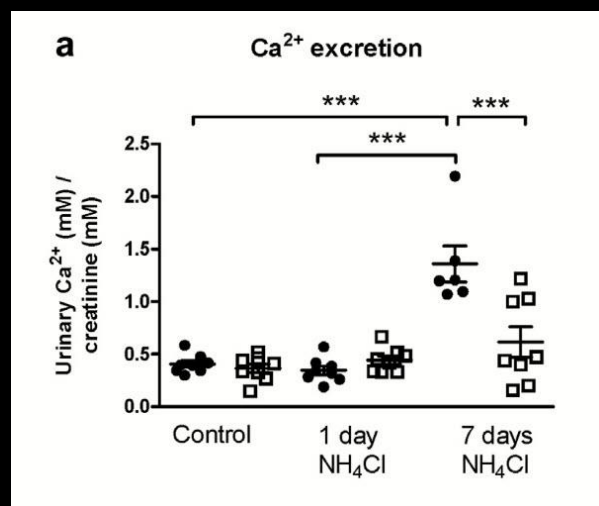 a
Ca²⁺ excretion
***
***
***
Urinary Ca²⁺ (mM) /
creatinine (mM)
2.5
2.0
1.5
1.0
0.5
0.0
Control
1 day
NH₄Cl
7 days
NH₄Cl